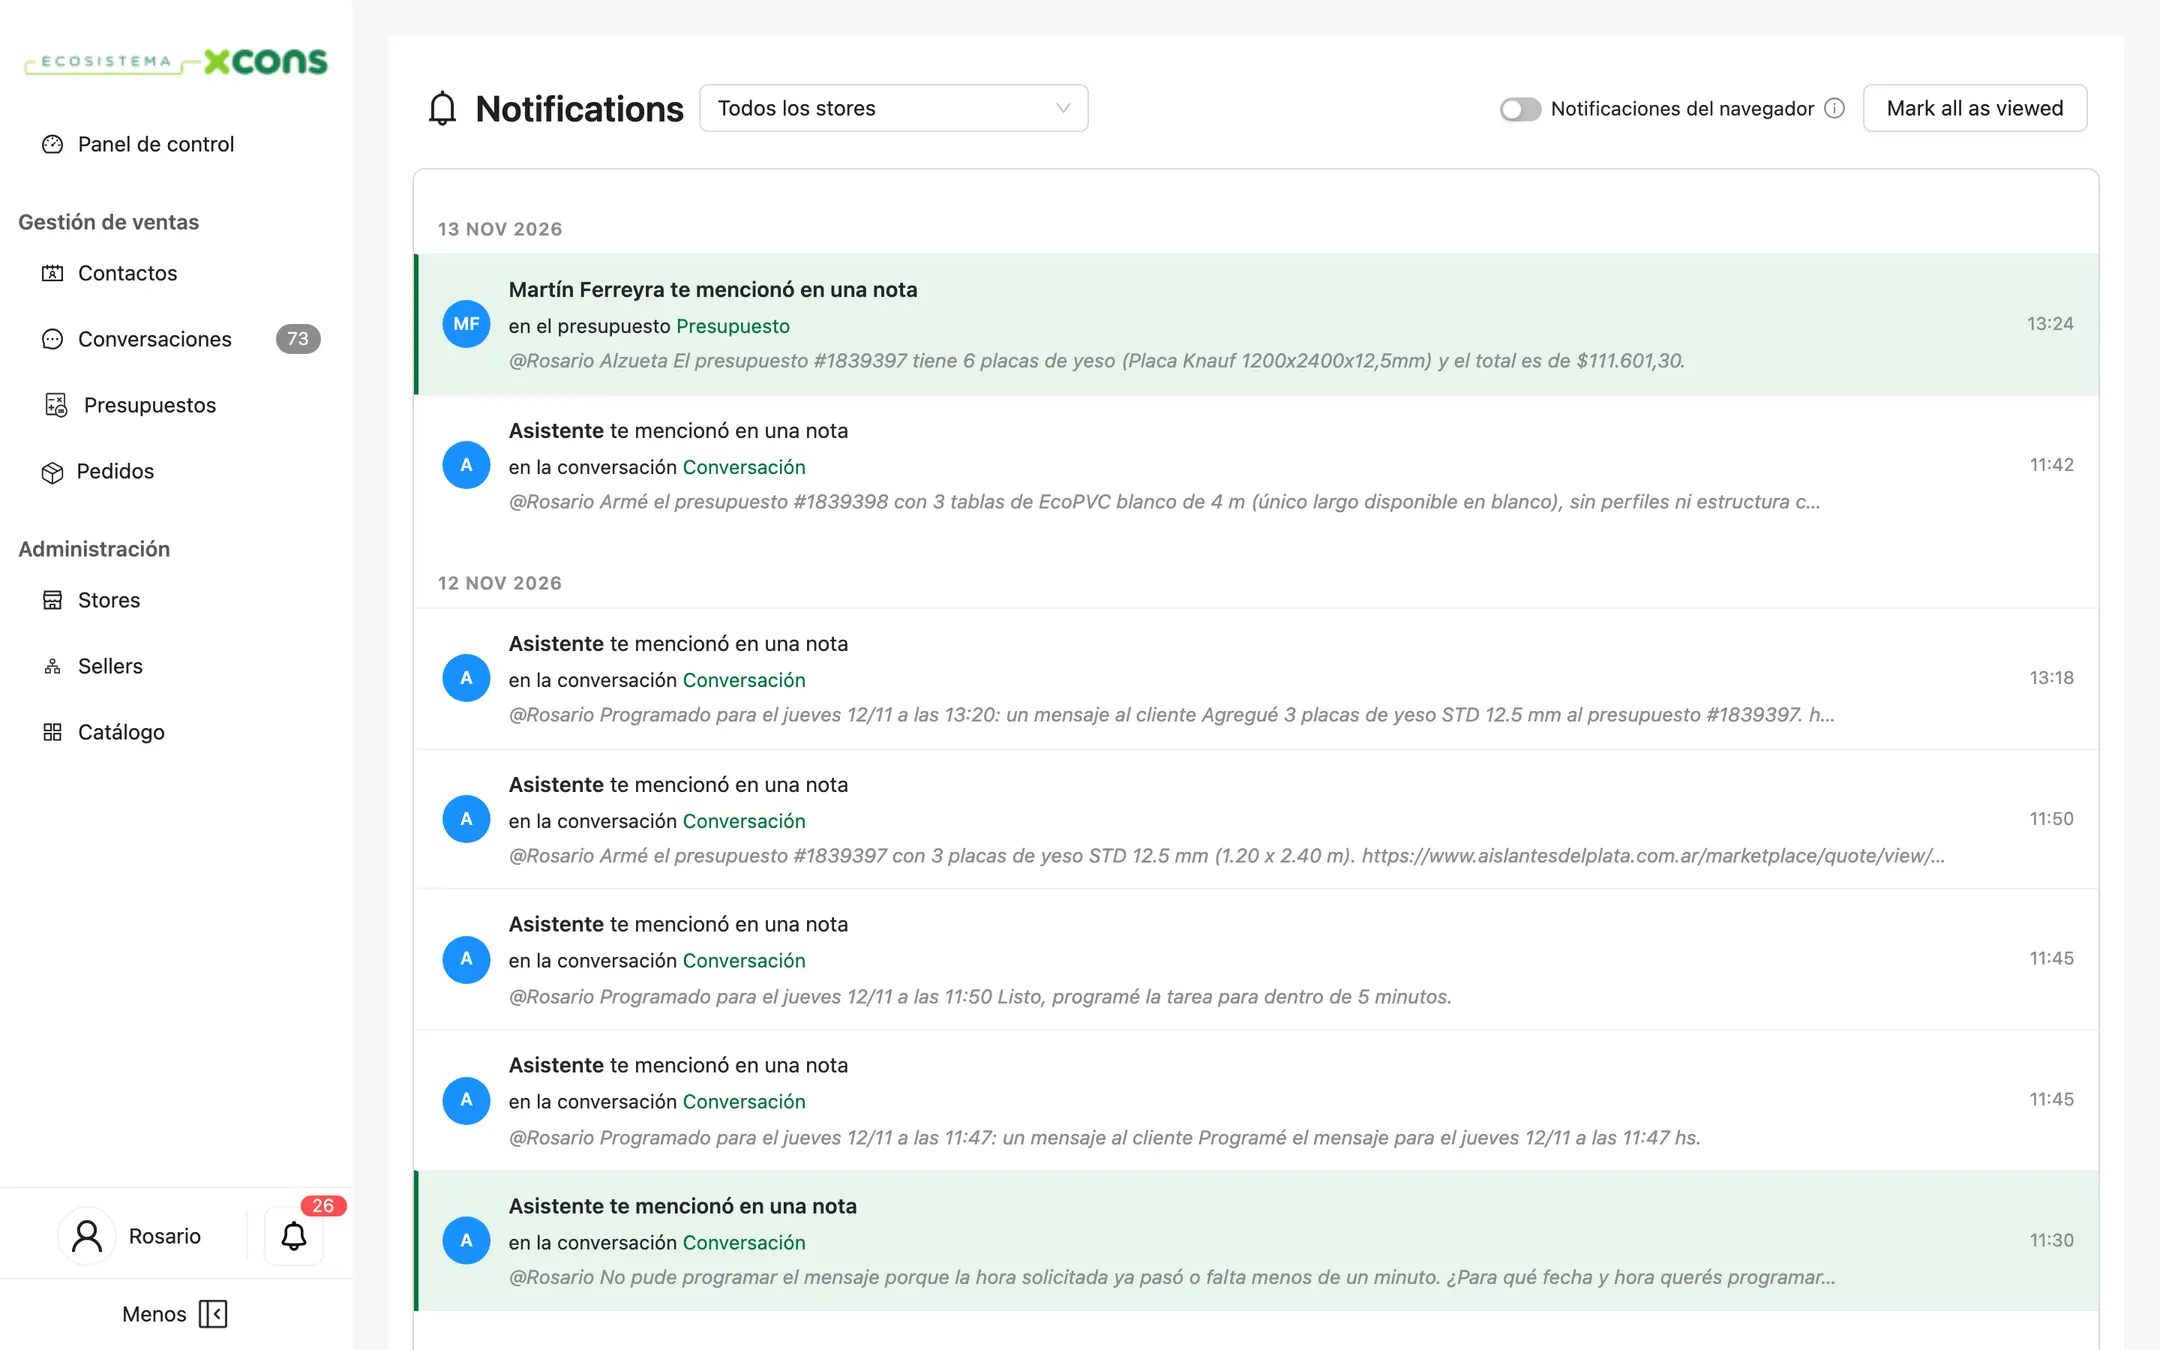 ECOSISTEMA xcons
Panel de control
Gestión de ventas
Contactos
Conversaciones 73
Presupuestos
Pedidos
Administración
Stores
Sellers
Catálogo
Rosario 26
Menos
Notifications
Todos los stores
Notificaciones del navegador
Mark all as viewed
13 NOV 2026
MF
Martín Ferreyra te mencionó en una nota
en el presupuesto Presupuesto
@Rosario Alzueta El presupuesto #1839397 tiene 6 placas de yeso (Placa Knauf 1200x2400x12,5mm) y el total es de $111.601,30.
13:24
A
Asistente te mencionó en una nota
en la conversación Conversación
@Rosario Armé el presupuesto #1839398 con 3 tablas de EcoPVC blanco de 4 m (único largo disponible en blanco), sin perfiles ni estructura c...
11:42
12 NOV 2026
A
Asistente te mencionó en una nota
en la conversación Conversación
@Rosario Programado para el jueves 12/11 a las 13:20: un mensaje al cliente Agregué 3 placas de yeso STD 12.5 mm al presupuesto #1839397. h...
13:18
A
Asistente te mencionó en una nota
en la conversación Conversación
@Rosario Armé el presupuesto #1839397 con 3 placas de yeso STD 12.5 mm (1.20 x 2.40 m). https://www.aislantesdelplata.com.ar/marketplace/quote/view/...
11:50
A
Asistente te mencionó en una nota
en la conversación Conversación
@Rosario Programado para el jueves 12/11 a las 11:50 Listo, programé la tarea para dentro de 5 minutos.
11:45
A
Asistente te mencionó en una nota
en la conversación Conversación
@Rosario Programado para el jueves 12/11 a las 11:47: un mensaje al cliente Programé el mensaje para el jueves 12/11 a las 11:47 hs.
11:45
A
Asistente te mencionó en una nota
en la conversación Conversación
@Rosario No pude programar el mensaje porque la hora solicitada ya pasó o falta menos de un minuto. ¿Para qué fecha y hora querés programar...
11:30